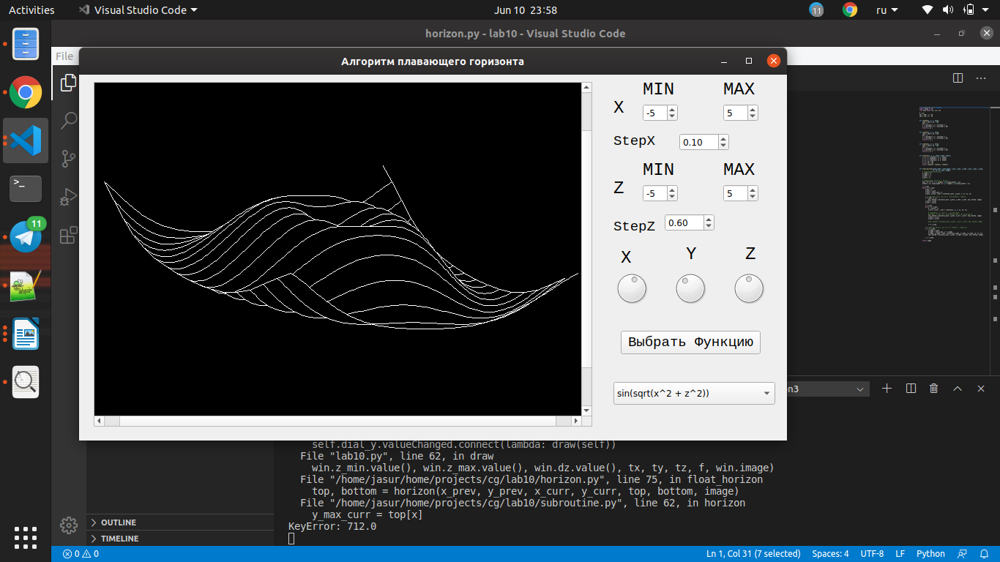 Activities
Visual Studio Code
Jun 10 23:58
11
ru
horizon.py - lab10 - Visual Studio Code
File
Алгоритм плавающего горизонта
MIN MAX
X -5 5
StepX 0.10
MIN MAX
Z -5 5
StepZ 0.60
X Y Z
Выбрать Функцию
sin(sqrt(x^2 + z^2))
11
>_
n3
self.dial_y.valueChanged.connect(lambda: draw(self))
File "lab10.py", line 62, in draw
win.z_min.value(), win.z_max.value(), win.dz.value(), tx, ty, tz, f, win.image)
File "/home/jasur/home/projects/cg/lab10/horizon.py", line 75, in float_horizon
top, bottom = horizon(x_prev, y_prev, x_curr, y_curr, top, bottom, image)
File "/home/jasur/home/projects/cg/lab10/subroutine.py", line 62, in horizon
y_max_curr = top[x]
KeyError: 712.0
OUTLINE
TIMELINE
0 0
Ln 1, Col 31 (7 selected) Spaces: 4 UTF-8 LF Python